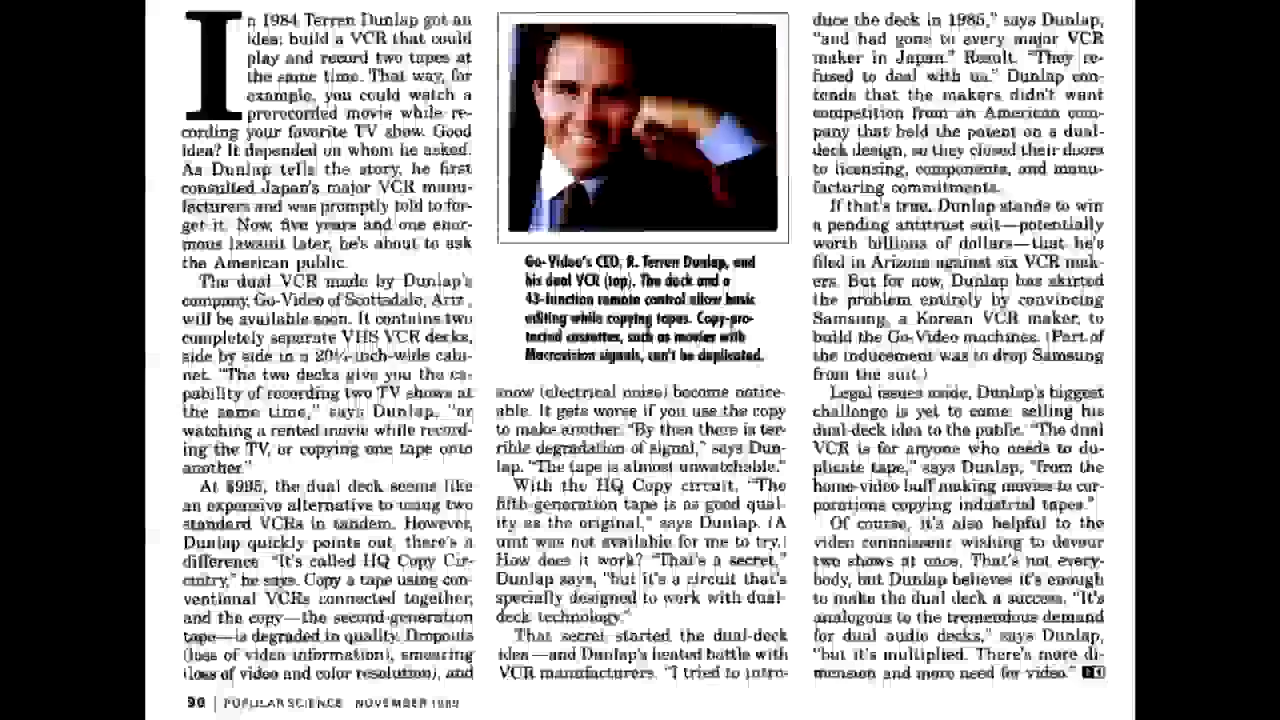 In 1984 Terren Dunlap got an
idea: build a VCR that could
play and record two tapes at
the same time. That way, for
example, you could watch a
prerecorded movie while re-
cording your favorite TV show. Good
idea? It depended on whom he asked.
As Dunlap tells the story, he first
consulted Japan's major VCR manu-
facturers and was promptly told to for-
get it. Now, five years and one enor-
mous lawsuit later, he's about to ask
the American public.
The dual VCR made by Dunlap's
company, Go-Video of Scottsdale, Ariz.,
will be available soon. It contains two
completely separate VHS VCR decks,
side by side in a 20½-inch-wide cabi-
net. "The two decks give you the ca-
pability of recording two TV shows at
the same time," says Dunlap, "or
watching a rented movie while record-
ing the TV, or copying one tape onto
another."
At $995, the dual deck seems like
an expensive alternative to using two
standard VCRs in tandem. However,
Dunlap quickly points out, there's a
difference. "It's called HQ Copy Cir-
cuitry," he says. Copy a tape using con-
ventional VCRs connected together,
and the copy—the second-generation
tape—is degraded in quality. Dropouts
(loss of video information), smearing
(loss of video and color resolution), and
Go-Video's CEO, R. Terren Dunlap, and
his dual VCR (top). The deck and a
43-function remote control allow basic
editing while copying tapes. Copy-pro-
tected cassettes, such as movies with
Macrovision signals, can't be duplicated.
snow (electrical noise) become notice-
able. It gets worse if you use the copy
to make another. "By then there is ter-
rible degradation of signal," says Dun-
lap. "The tape is almost unwatchable."
With the HQ Copy circuit, "The
fifth-generation tape is as good qual-
ity as the original," says Dunlap. (A
unit was not available for me to try.)
How does it work? "That's a secret,"
Dunlap says, "but it's a circuit that's
specially designed to work with dual-
deck technology."
That secret started the dual-deck
idea—and Dunlap's heated battle with
VCR manufacturers. "I tried to intro-
duce the deck in 1985," says Dunlap,
"and had gone to every major VCR
maker in Japan." Result: "They re-
fused to deal with us." Dunlap con-
tends that the makers didn't want
competition from an American com-
pany that held the patent on a dual-
deck design, so they closed their doors
to licensing, components, and manu-
facturing commitments.
If that's true, Dunlap stands to win
a pending antitrust suit—potentially
worth billions of dollars—that he's
filed in Arizona against six VCR mak-
ers. But for now, Dunlap has skirted
the problem entirely by convincing
Samsung, a Korean VCR maker, to
build the Go-Video machines. (Part of
the inducement was to drop Samsung
from the suit.)
Legal issues aside, Dunlap's biggest
challenge is yet to come: selling his
dual-deck idea to the public. "The dual
VCR is for anyone who needs to du-
plicate tape," says Dunlap, "from the
home-video buff making movies to cor-
porations copying industrial tapes."
Of course, it's also helpful to the
video connoisseur wishing to devour
two shows at once. That's not every-
body, but Dunlap believes it's enough
to make the dual deck a success. "It's
analogous to the tremendous demand
for dual audio decks," says Dunlap,
"but it's multiplied. There's more di-
mension and more need for video."
90 | POPULAR SCIENCE NOVEMBER 1989